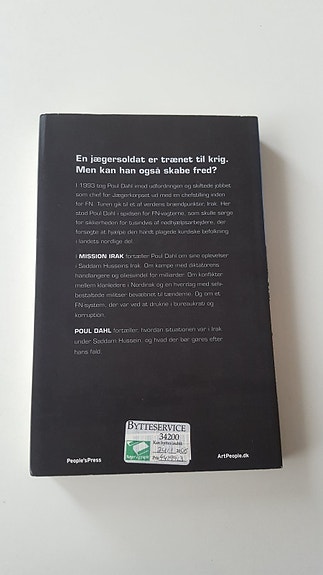 En jægersoldat er trænet til krig.
Men kan han også skabe fred?
I 1993 tog Poul Dahl imod udfordringen og skiftede jobbet
som chef for Jægerkorpset ud med en chefstilling inden
for FN. Turen gik til et af verdens brændpunkter, Irak. Her
stod Poul Dahl i spidsen for FN-vagterne, som skulle sørge
for sikkerheden for tusindvis af nødhjælpsarbejdere, der
forsøgte at hjælpe den hårdt plagede kurdiske befolkning
i landets nordlige del.
I MISSION IRAK fortæller Poul Dahl om sine oplevelser
i Saddam Husseins Irak. Om kampe med diktatorens
håndlangere og oliesvindel for milliarder. Om konflikter
mellem klanledere i Nordirak og en hverdag med selv-
bestaltede militser bevæbnet til tænderne. Og om et
FN-system, der var ved at drukne i bureaukrati og
korruption.
POUL DAHL fortæller, hvordan situationen var i Irak
under Saddam Hussein, og hvad der bør gøres efter
hans fald.
BYTTESERVICE
34200
People'sPress
ArtPeople.dk